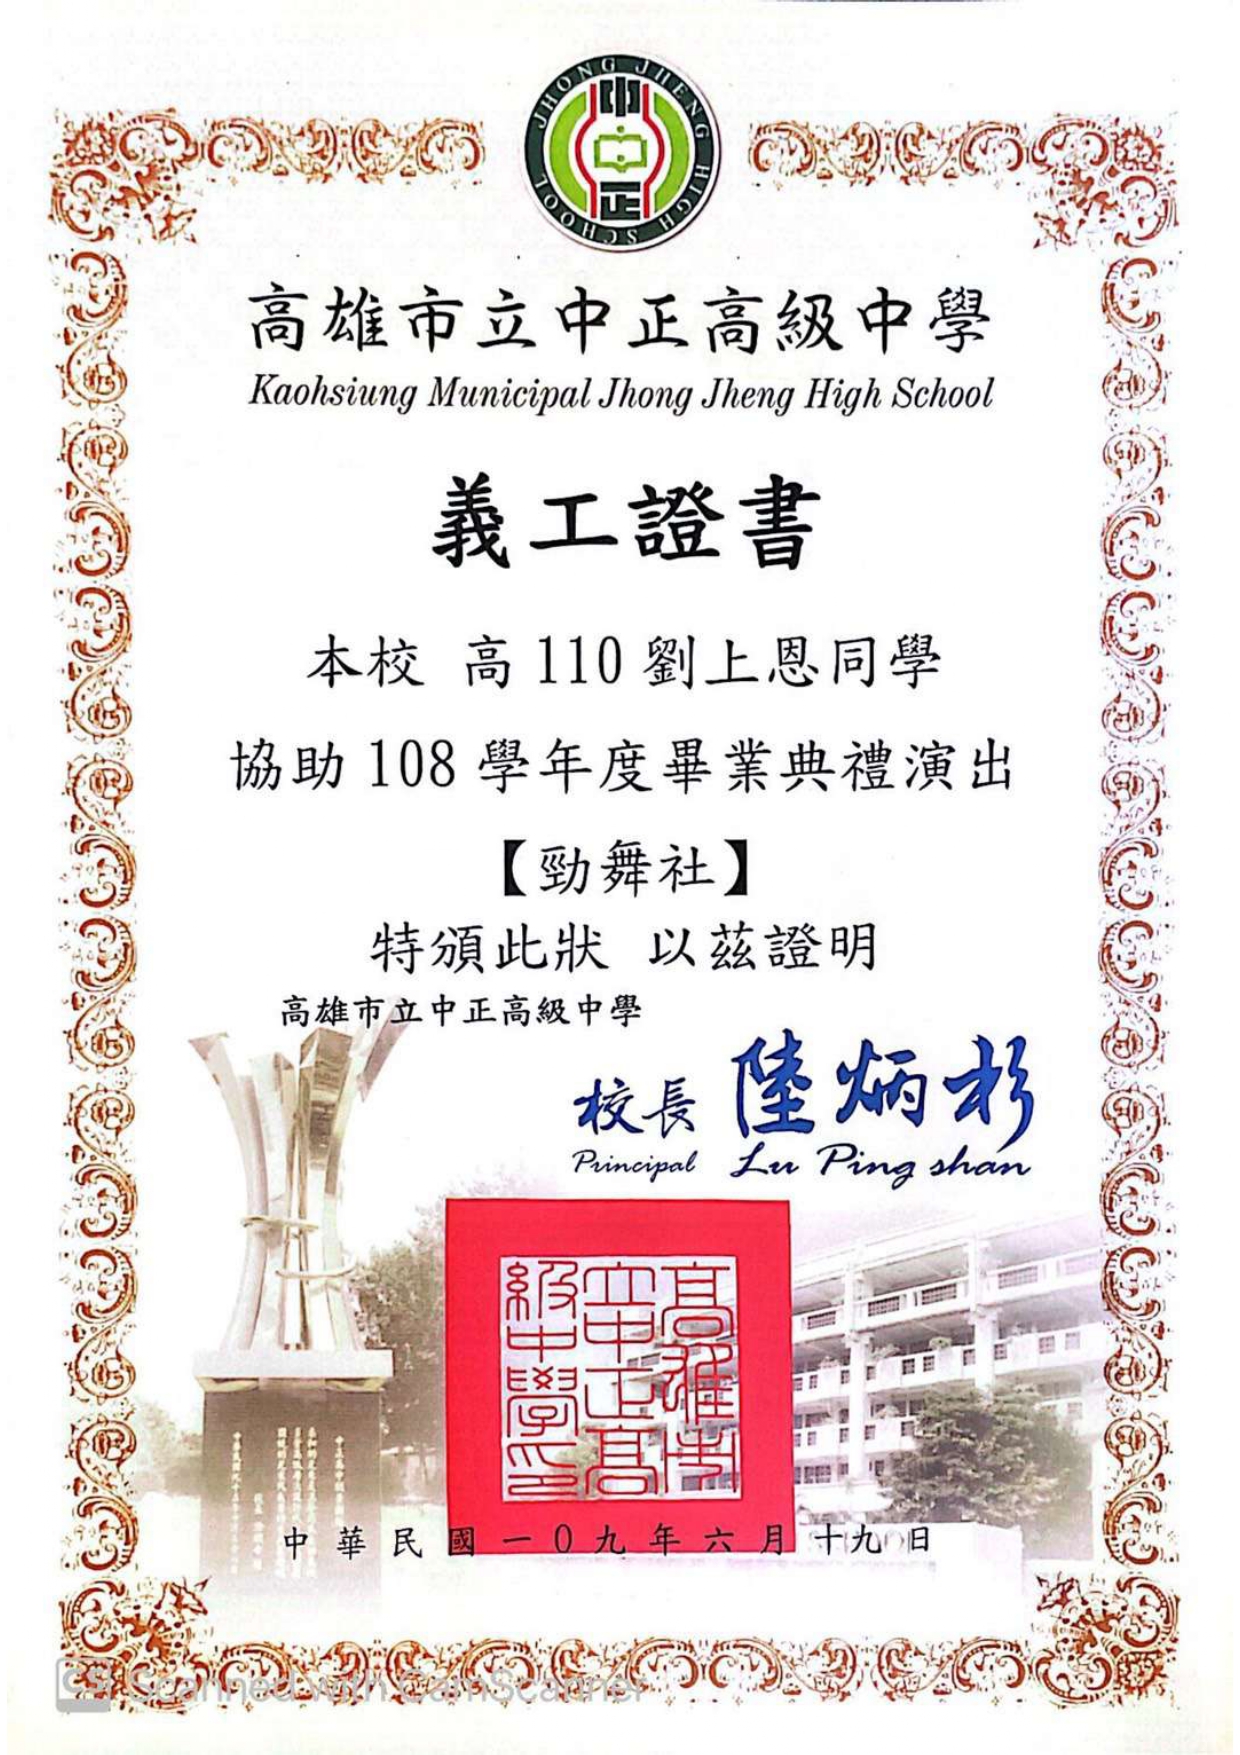 JHONG JHENG HIGH SCHOOL
中正
高雄市立中正高級中學
Kaohsiung Municipal Jhong Jheng High School
義工證書
本校 高110劉上恩同學
協助108學年度畢業典禮演出
【勁舞社】
特頒此狀 以茲證明
高雄市立中正高級中學
校長 陸炳杉
Principal Lu Ping shan
高雄市立中正高級中學印
中華民國一0九年六月十九日
CS Scanned with CamScanner